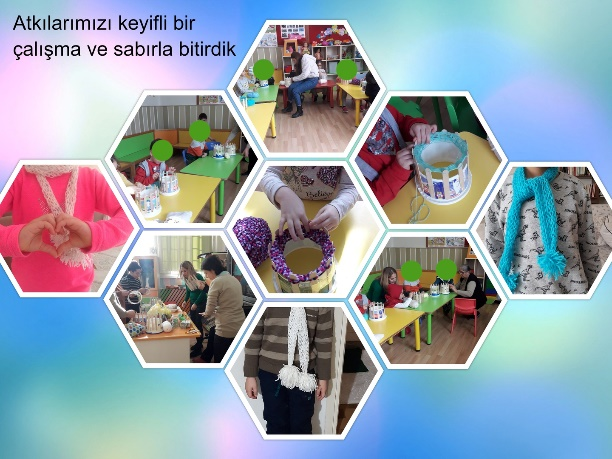 Atkılarımızı keyifli bir
çalışma ve sabırla bitirdik